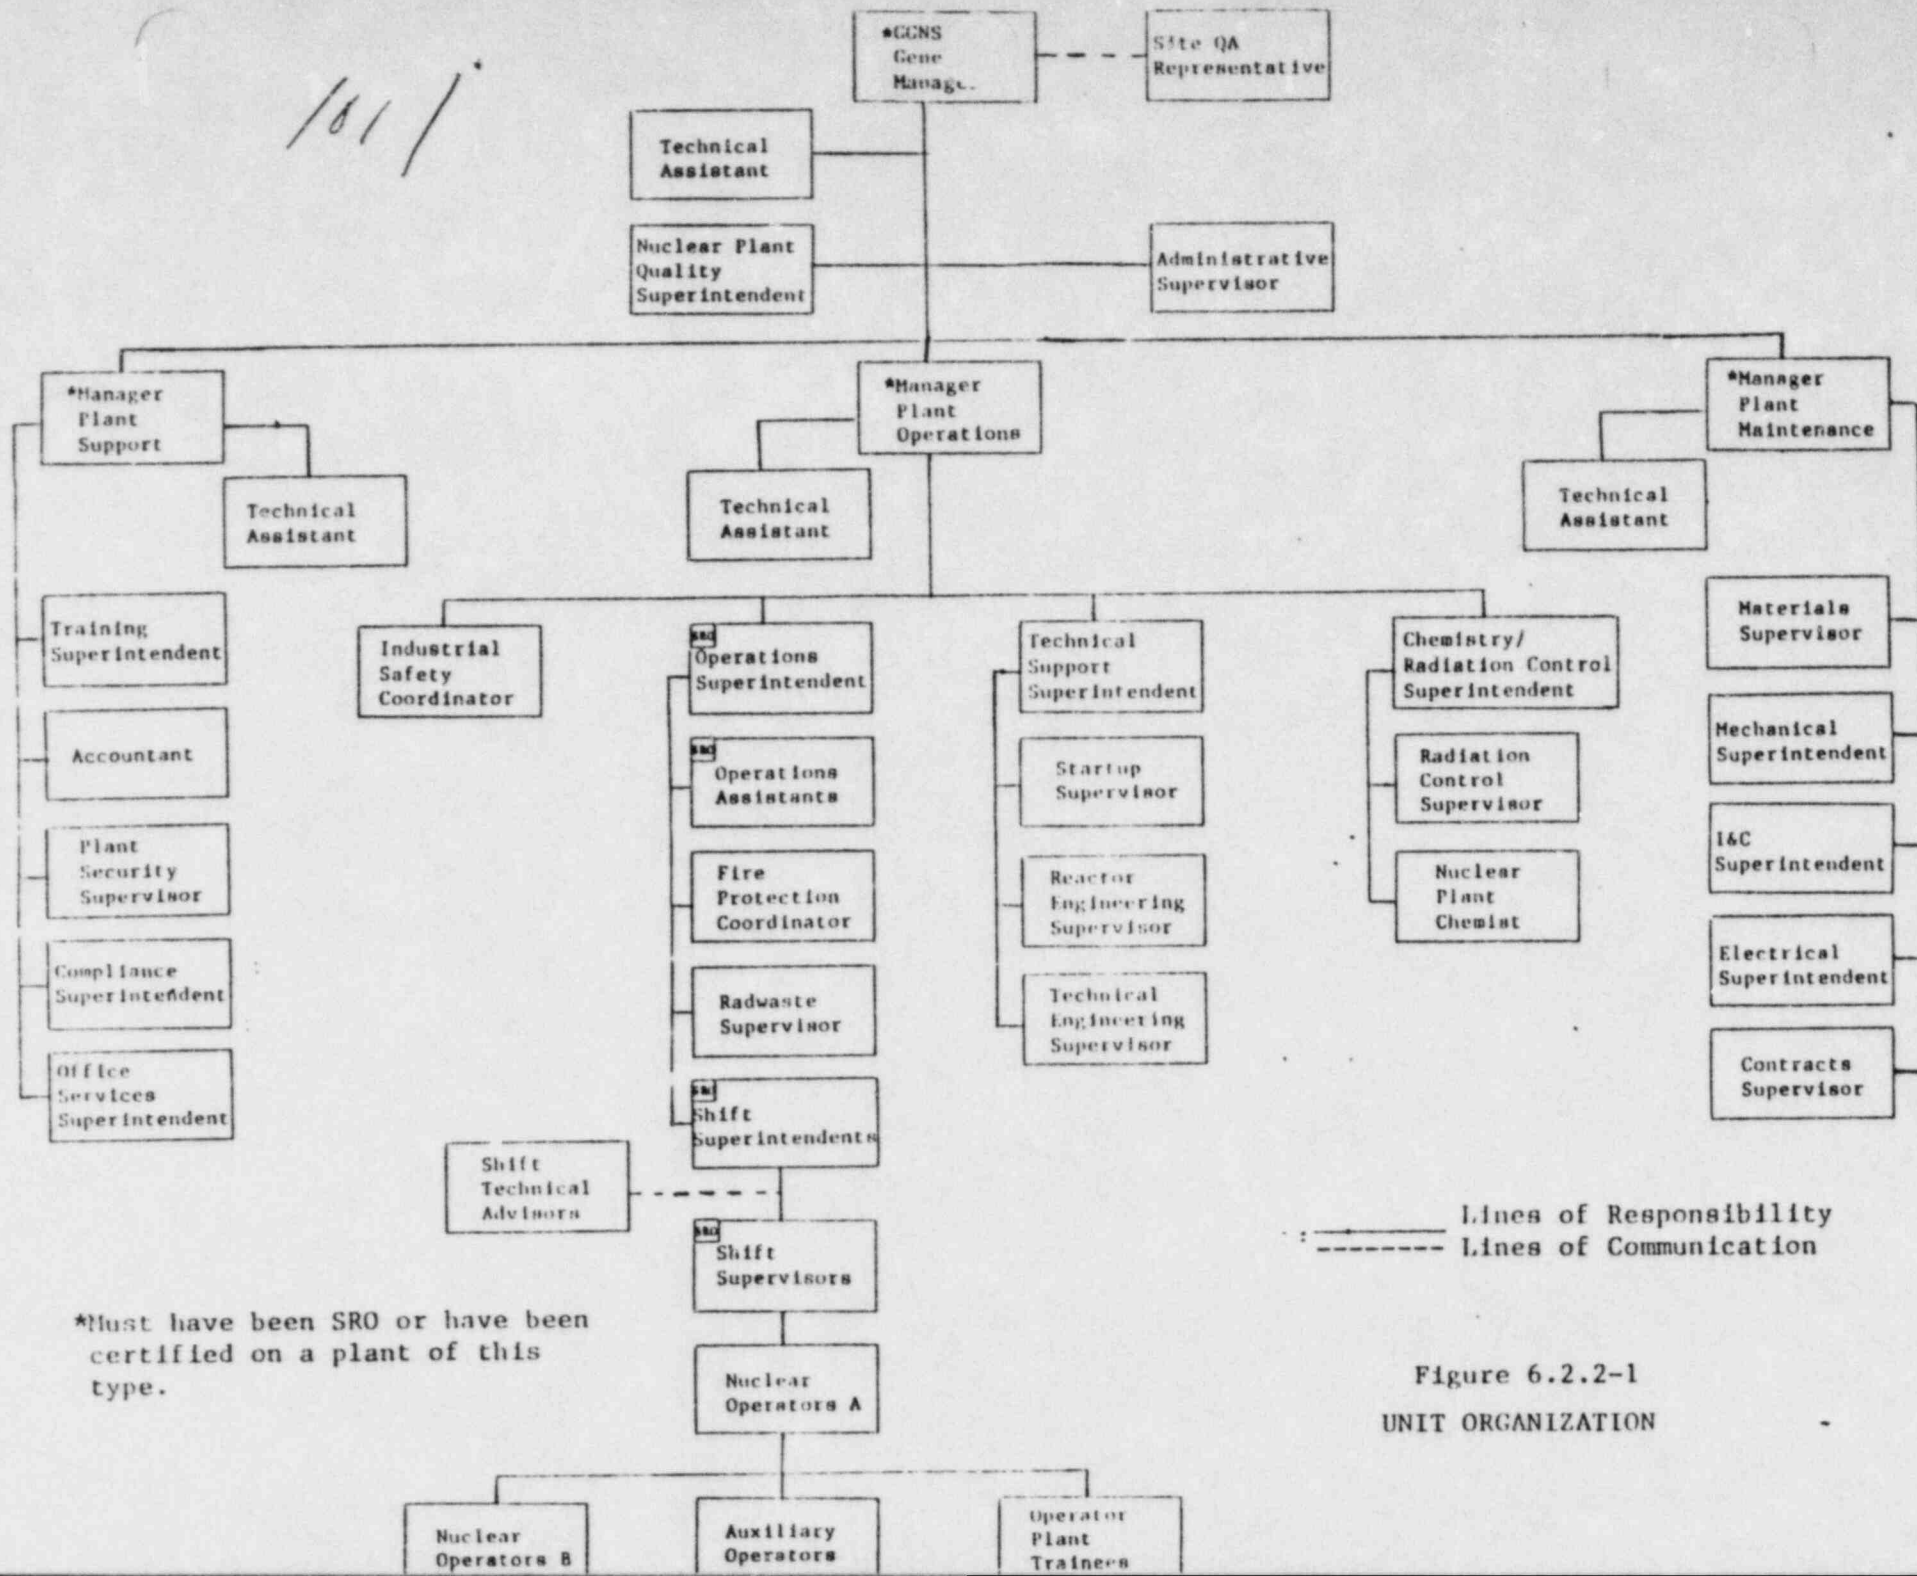 *GGNS
Gene
Manage
Site QA
Representative
Technical
Assistant
Nuclear Plant
Quality
Superintendent
Administrative
Supervisor
*Manager
Plant
Support
*Manager
Plant
Operations
*Manager
Plant
Maintenance
Technical
Assistant
Technical
Assistant
Technical
Assistant
Training
Superintendent
Accountant
Plant
Security
Supervisor
Compliance
Superintendent
Office
Services
Superintendent
Industrial
Safety
Coordinator
SRO
Operations
Superintendent
SRO
Operations
Assistants
Fire
Protection
Coordinator
Radwaste
Supervisor
SRO
Shift
Superintendents
Shift
Technical
Advisors
SRO
Shift
Supervisors
Nuclear
Operators A
Nuclear
Operators B
Auxiliary
Operators
Operator
Plant
Trainees
Technical
Support
Superintendent
Startup
Supervisor
Reactor
Engineering
Supervisor
Technical
Engineering
Supervisor
Chemistry/
Radiation Control
Superintendent
Radiation
Control
Supervisor
Nuclear
Plant
Chemist
Materials
Supervisor
Mechanical
Superintendent
I&C
Superintendent
Electrical
Superintendent
Contracts
Supervisor
Lines of Responsibility
Lines of Communication
*Must have been SRO or have been
certified on a plant of this
type.
Figure 6.2.2-1
UNIT ORGANIZATION